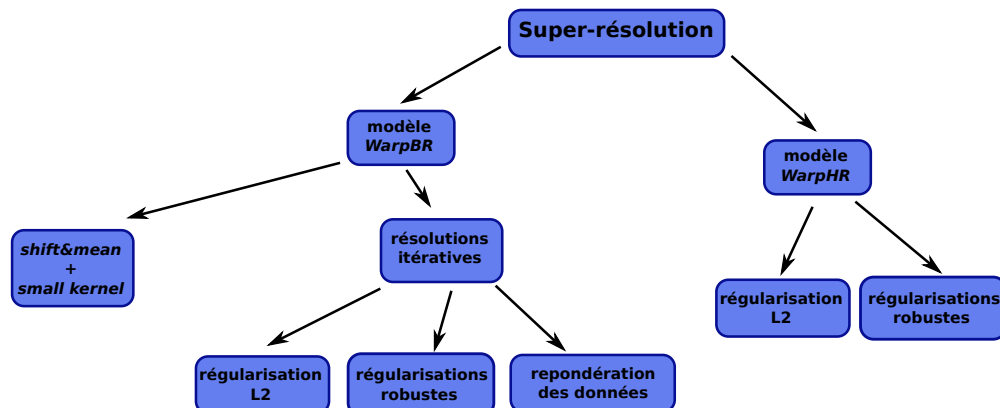 Super-résolution
modèle
WarpBR
modèle
WarpHR
shift&mean
+
small kernel
résolutions
itératives
régularisation
L2
régularisations
robustes
régularisation
L2
régularisations
robustes
repondération
des données